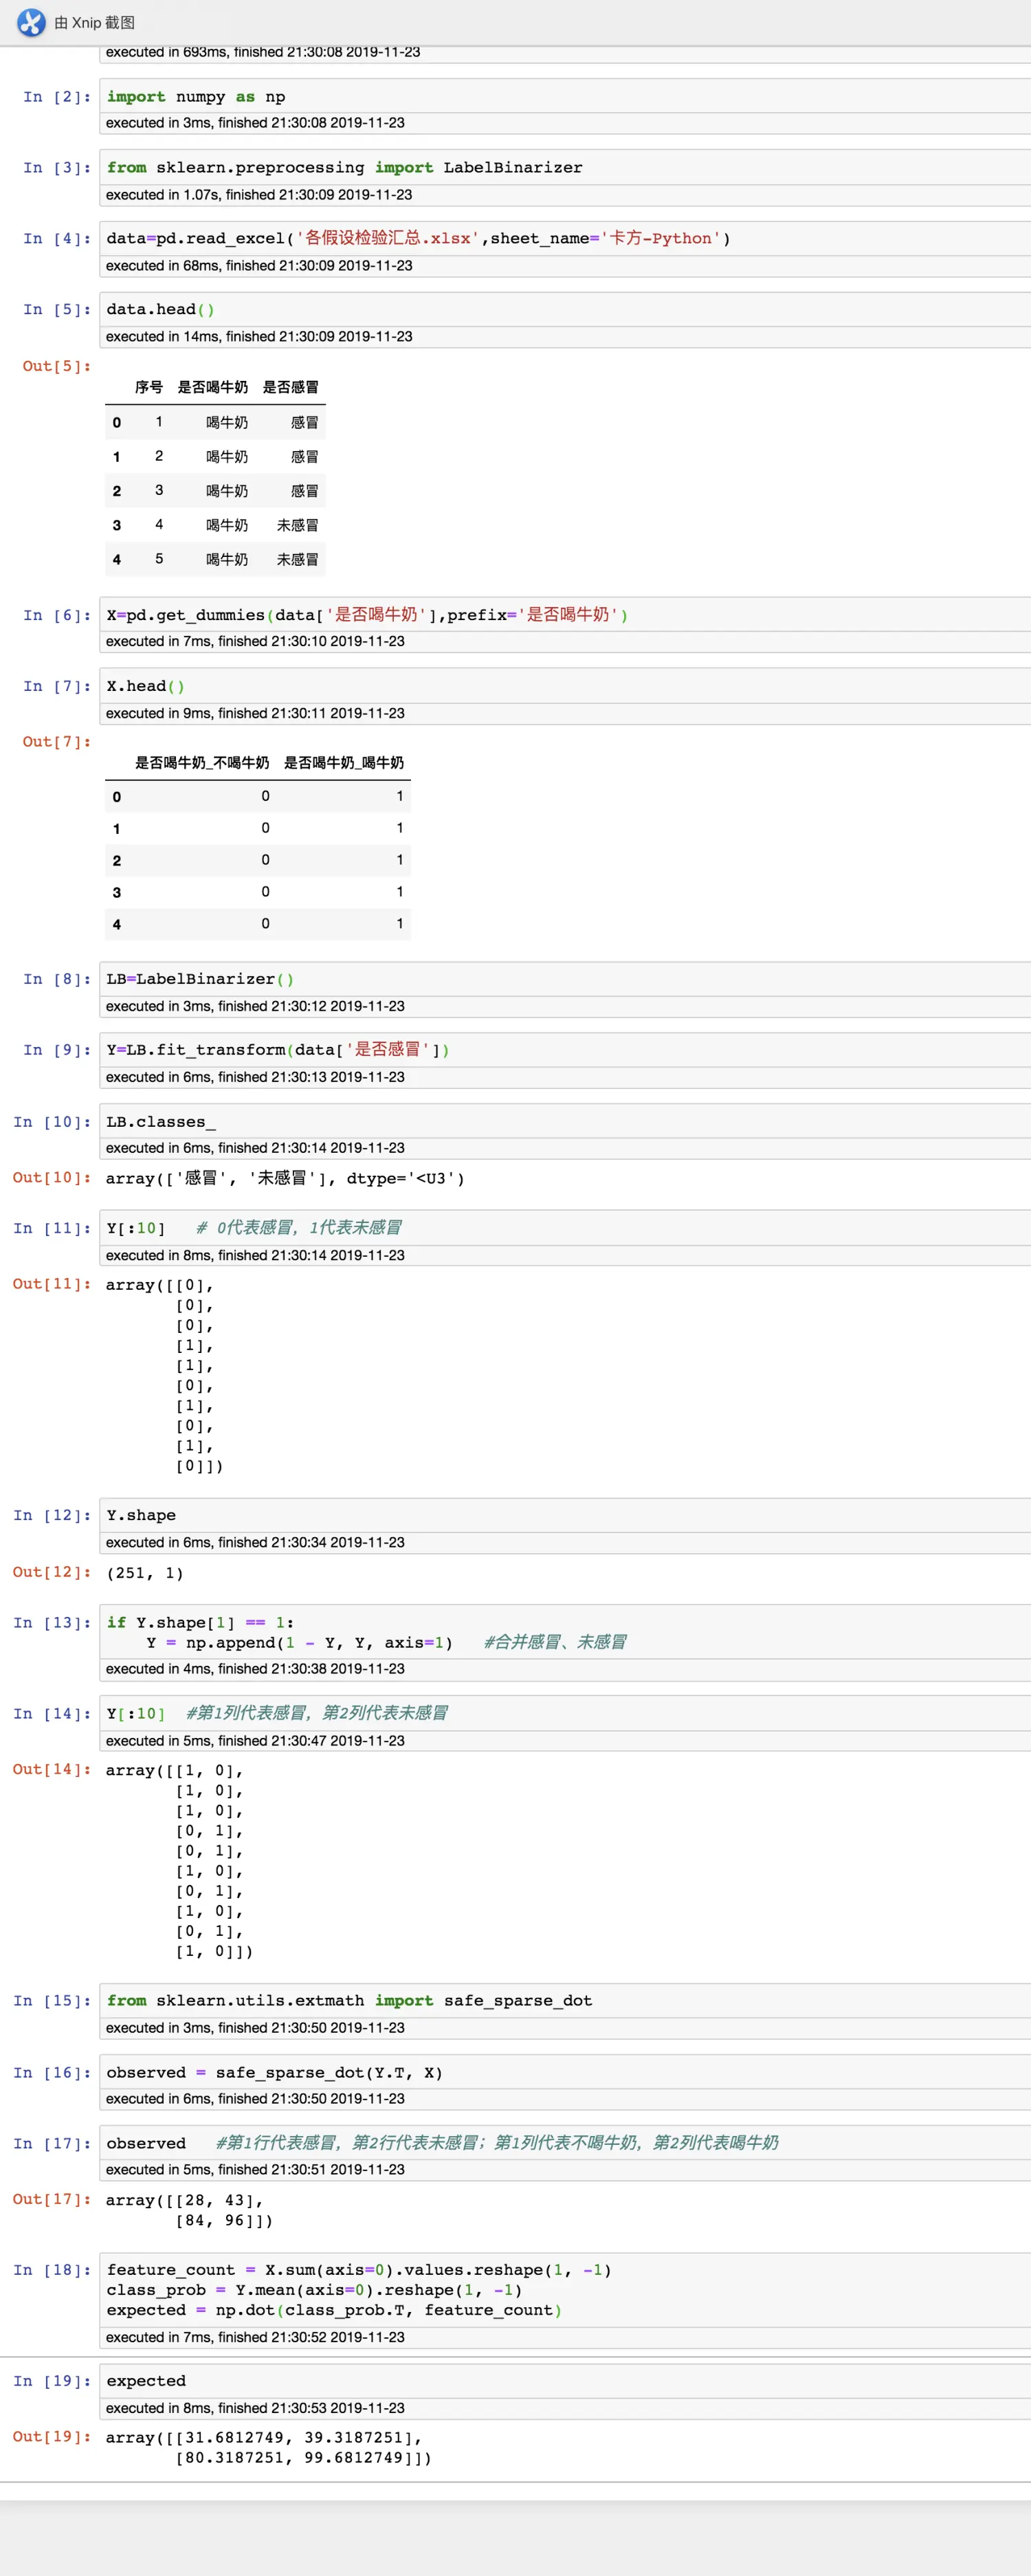 由 Xnip 截图
executed in 693ms, finished 21:30:08 2019-11-23
In [2]: import numpy as np
executed in 3ms, finished 21:30:08 2019-11-23
In [3]: from sklearn.preprocessing import LabelBinarizer
executed in 1.07s, finished 21:30:09 2019-11-23
In [4]: data=pd.read_excel('各假设检验汇总.xlsx',sheet_name='卡方-Python')
executed in 68ms, finished 21:30:09 2019-11-23
In [5]: data.head()
executed in 14ms, finished 21:30:09 2019-11-23
Out[5]:
序号 是否喝牛奶 是否感冒
0 1 喝牛奶 感冒
1 2 喝牛奶 感冒
2 3 喝牛奶 感冒
3 4 喝牛奶 未感冒
4 5 喝牛奶 未感冒
In [6]: X=pd.get_dummies(data['是否喝牛奶'],prefix='是否喝牛奶')
executed in 7ms, finished 21:30:10 2019-11-23
In [7]: X.head()
executed in 9ms, finished 21:30:11 2019-11-23
Out[7]:
是否喝牛奶_不喝牛奶 是否喝牛奶_喝牛奶
0 0 1
1 0 1
2 0 1
3 0 1
4 0 1
In [8]: LB=LabelBinarizer()
executed in 3ms, finished 21:30:12 2019-11-23
In [9]: Y=LB.fit_transform(data['是否感冒'])
executed in 6ms, finished 21:30:13 2019-11-23
In [10]: LB.classes_
executed in 6ms, finished 21:30:14 2019-11-23
Out[10]: array(['感冒', '未感冒'], dtype='<U3')
In [11]: Y[:10] # 0代表感冒，1代表未感冒
executed in 8ms, finished 21:30:14 2019-11-23
Out[11]: array([[0],
[0],
[0],
[1],
[1],
[0],
[1],
[0],
[1],
[0]])
In [12]: Y.shape
executed in 6ms, finished 21:30:34 2019-11-23
Out[12]: (251, 1)
In [13]: if Y.shape[1] == 1:
Y = np.append(1 - Y, Y, axis=1) #合并感冒、未感冒
executed in 4ms, finished 21:30:38 2019-11-23
In [14]: Y[:10] #第1列代表感冒，第2列代表未感冒
executed in 5ms, finished 21:30:47 2019-11-23
Out[14]: array([[1, 0],
[1, 0],
[1, 0],
[0, 1],
[0, 1],
[1, 0],
[0, 1],
[1, 0],
[0, 1],
[1, 0]])
In [15]: from sklearn.utils.extmath import safe_sparse_dot
executed in 3ms, finished 21:30:50 2019-11-23
In [16]: observed = safe_sparse_dot(Y.T, X)
executed in 6ms, finished 21:30:50 2019-11-23
In [17]: observed #第1行代表感冒，第2行代表未感冒；第1列代表不喝牛奶，第2列代表喝牛奶
executed in 5ms, finished 21:30:51 2019-11-23
Out[17]: array([[28, 43],
[84, 96]])
In [18]: feature_count = X.sum(axis=0).values.reshape(1, -1)
class_prob = Y.mean(axis=0).reshape(1, -1)
expected = np.dot(class_prob.T, feature_count)
executed in 7ms, finished 21:30:52 2019-11-23
In [19]: expected
executed in 8ms, finished 21:30:53 2019-11-23
Out[19]: array([[31.6812749, 39.3187251],
[80.3187251, 99.6812749]])